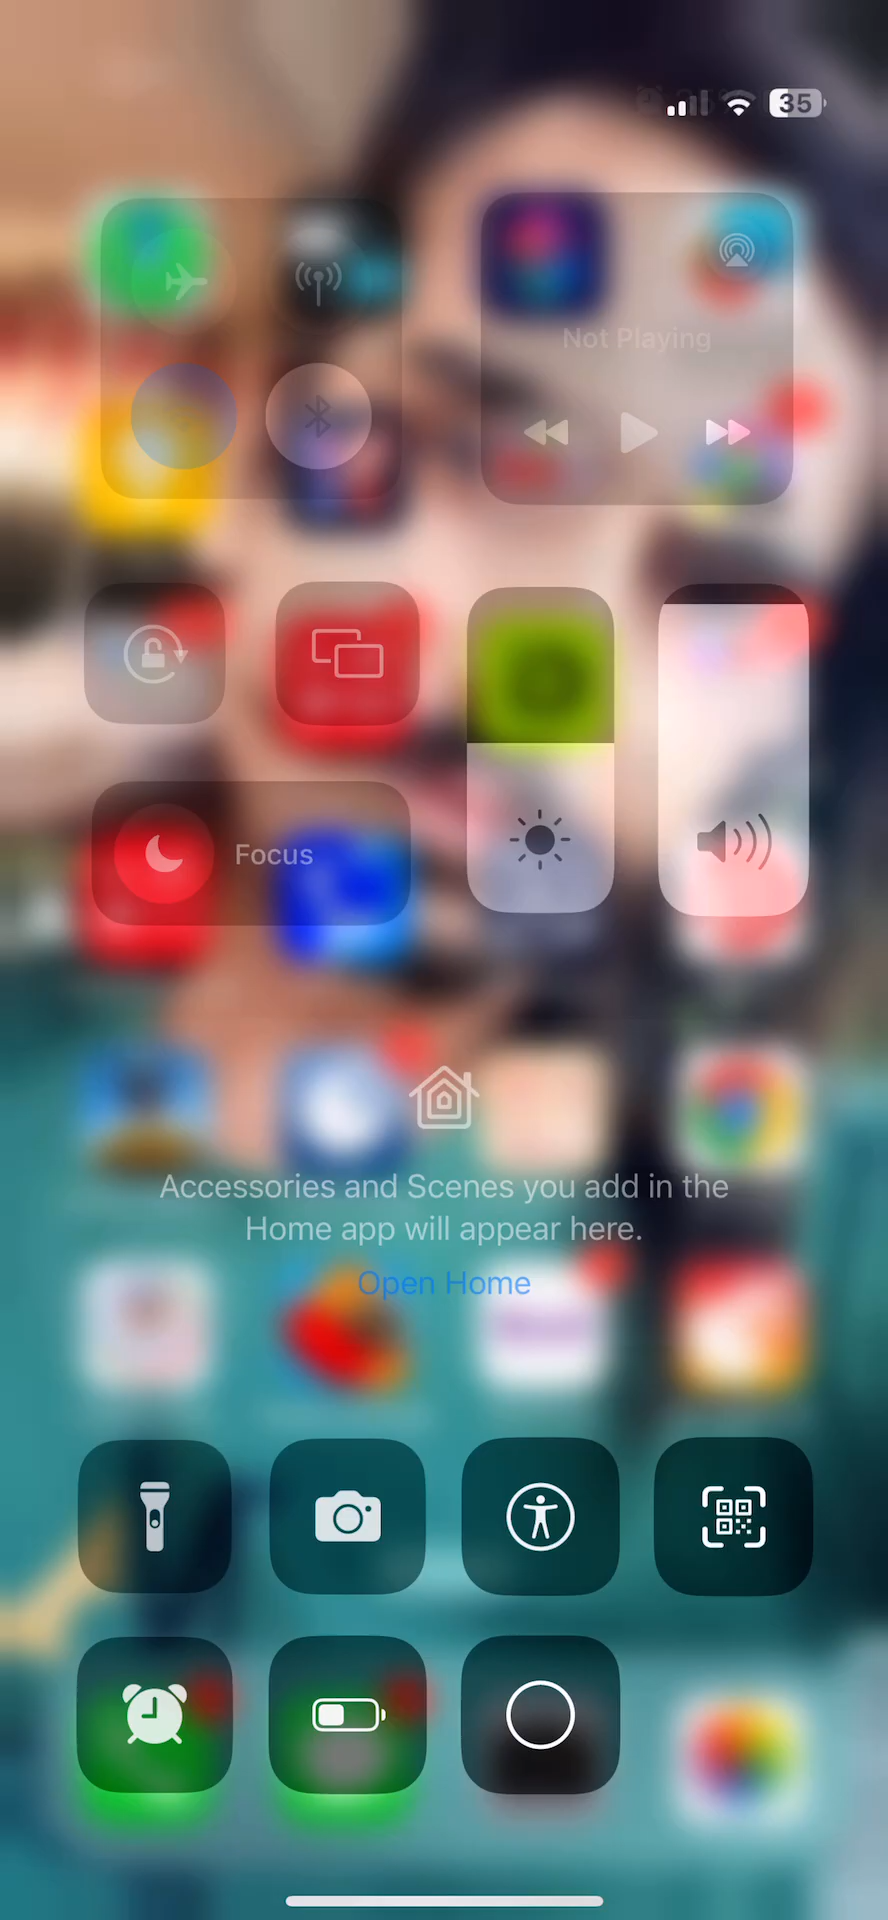 35
Not Playing
Focus
Accessories and Scenes you add in the
Home app will appear here.
Open Home